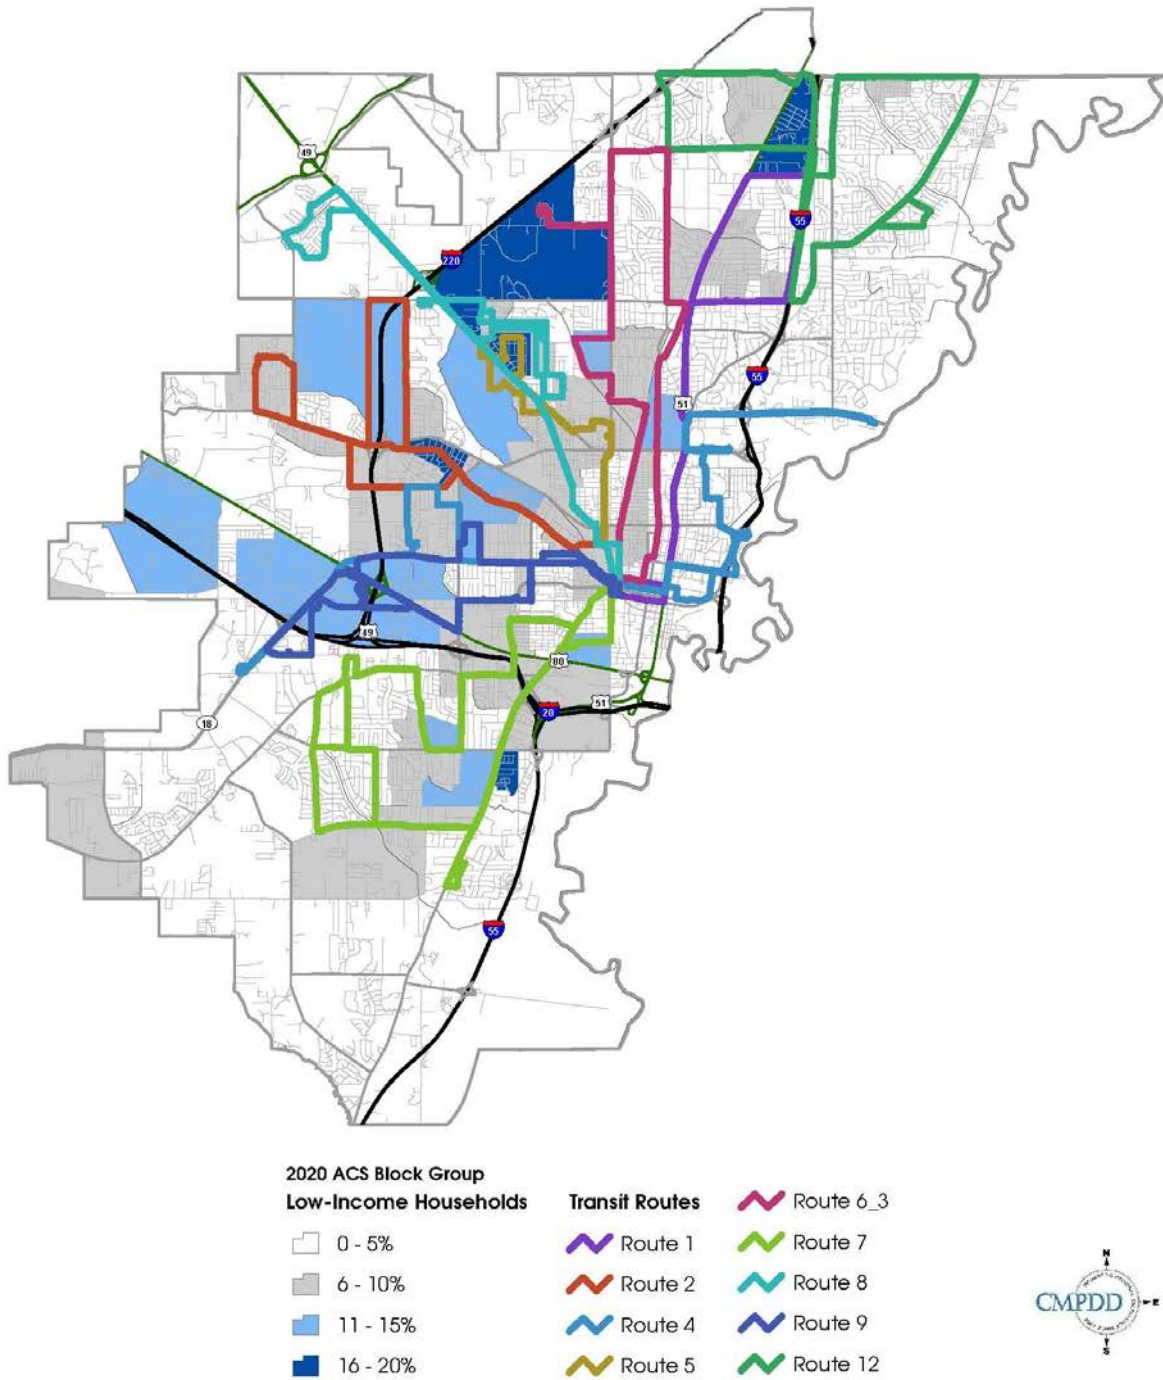 49
55
220
55
51
49
80
18
20
51
55
2020 ACS Block Group
Low-Income Households
0 - 5%
6 - 10%
11 - 15%
16 - 20%
Transit Routes
Route 1
Route 2
Route 4
Route 5
Route 6_3
Route 7
Route 8
Route 9
Route 12
N
CMPDD
E
S